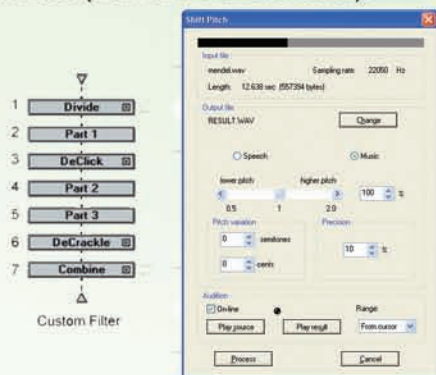 1 Divide
2 Part 1
3 DeClick
4 Part 2
5 Part 3
6 DeCrackle
7 Combine
Custom Filter
Shift Pitch
Input file
mendel.wav Sampling rate: 22050 Hz
Length: 12.638 sec (557394 bytes)
Output file
RESULT.WAV Change
Speech Music
lower pitch higher pitch
100 %
0.5 1 2.0
Pitch variation Precision
0 semitones
10 %
0 cents
Audition
On-line Range:
Play source Play result From cursor
Process Cancel